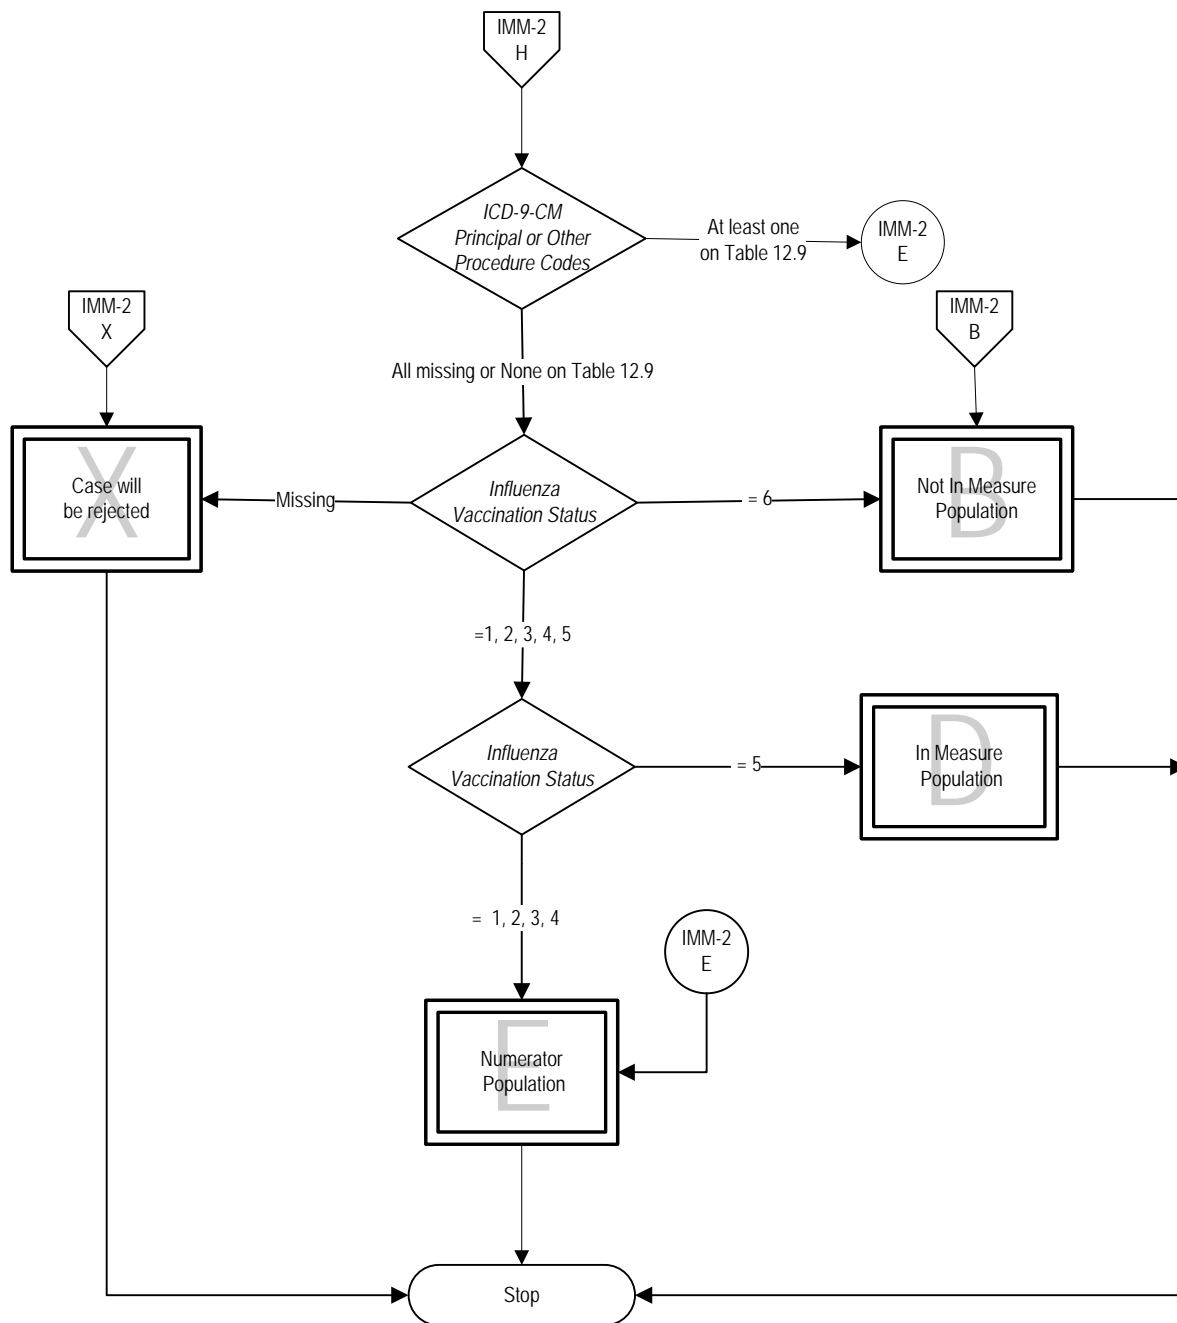 IMM-2
H
ICD-9-CM
Principal or Other
Procedure Codes
At least one
on Table 12.9
IMM-2
E
IMM-2
X
IMM-2
B
All missing or None on Table 12.9
X
Case will
be rejected
Missing
Influenza
Vaccination Status
= 6
B
Not In Measure
Population
=1, 2, 3, 4, 5
Influenza
Vaccination Status
= 5
D
In Measure
Population
= 1, 2, 3, 4
IMM-2
E
E
Numerator
Population
Stop